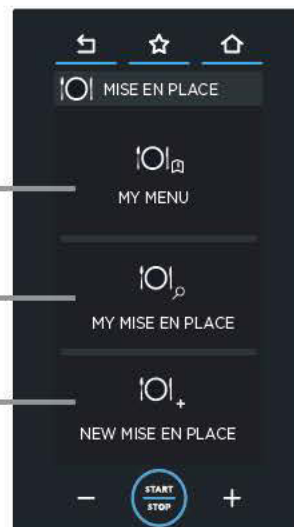 MISE EN PLACE
MY MENU
MY MISE EN PLACE
NEW MISE EN PLACE
START
STOP